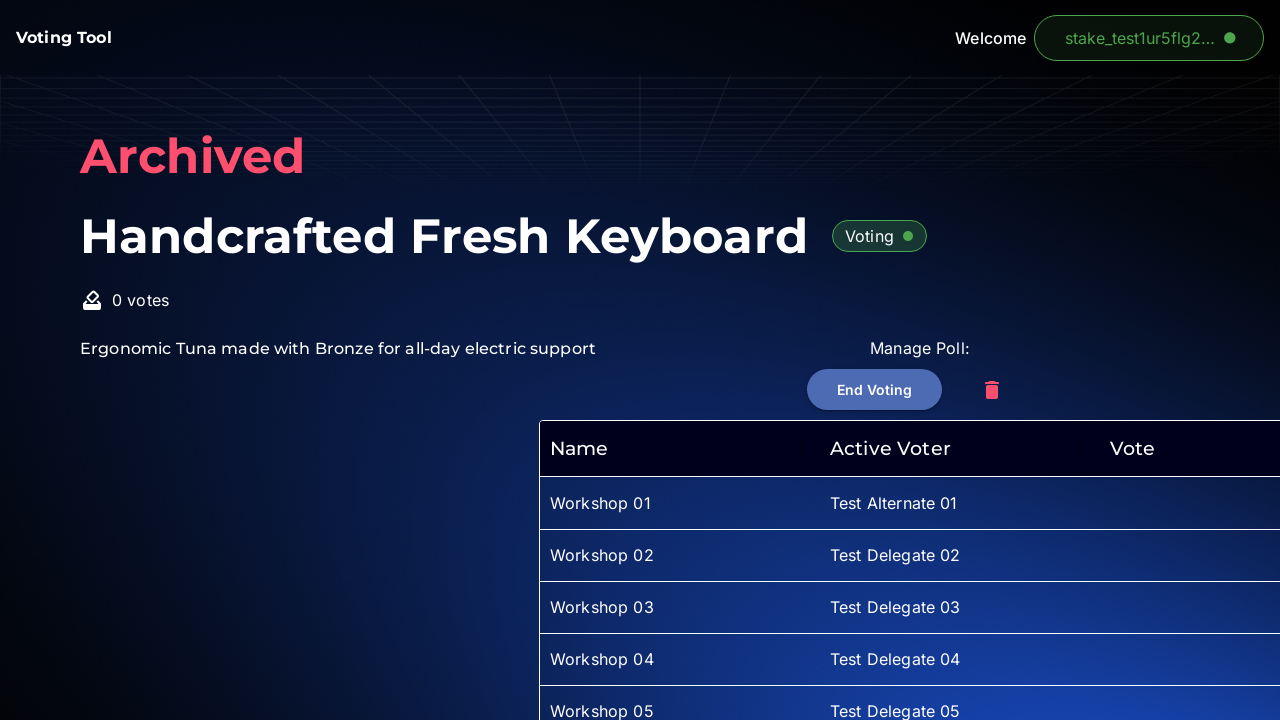 Voting Tool
Welcome
stake_test1ur5flg2...
Archived
Handcrafted Fresh Keyboard
Voting
0 votes
Ergonomic Tuna made with Bronze for all-day electric support
Manage Poll:
End Voting
Name Active Voter Vote
Workshop 01 Test Alternate 01
Workshop 02 Test Delegate 02
Workshop 03 Test Delegate 03
Workshop 04 Test Delegate 04
Workshop 05 Test Delegate 05